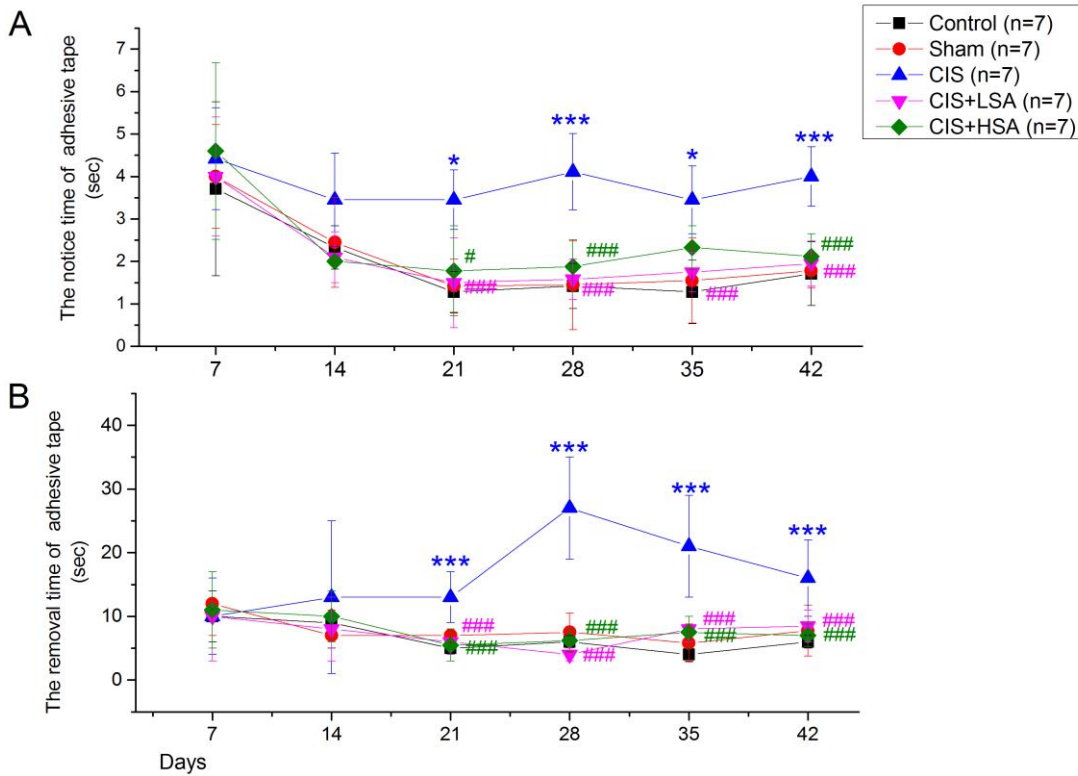 A
Control (n=7)
Sham (n=7)
CIS (n=7)
CIS+LSA (n=7)
CIS+HSA (n=7)
The notice time of adhesive tape
(sec)
7
6
5
4
3
2
1
0
* *** * ***
# ### ###
### ### ### ###
7 14 21 28 35 42
B
The removal time of adhesive tape
(sec)
40
30
20
10
0
*** *** *** ***
### ### ### ###
### ### ### ###
7 14 21 28 35 42
Days